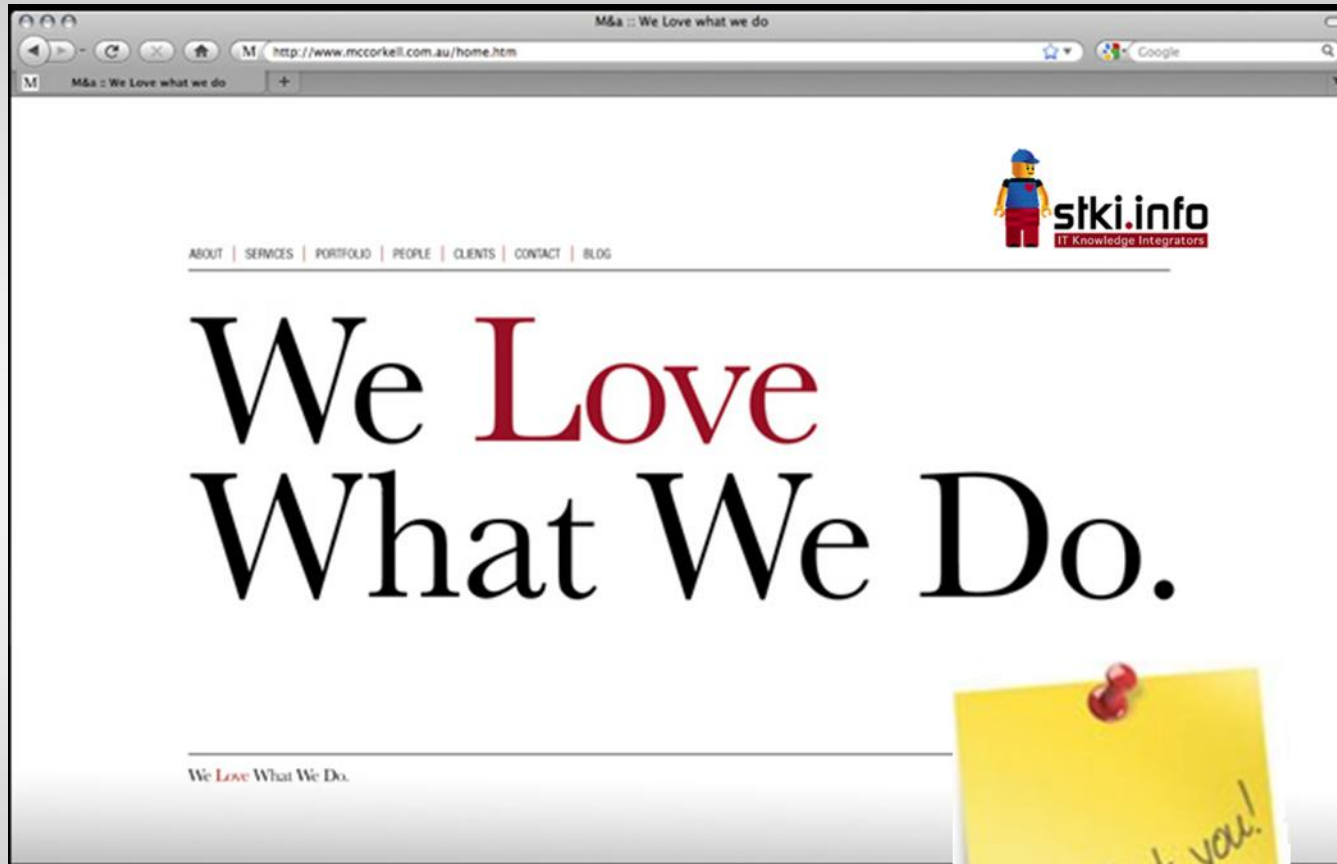 M&a :: We Love what we do
M http://www.mccorkell.com.au/home.htm Google
M M&a :: We Love what we do +
stki.info
IT Knowledge Integrators
ABOUT | SERVICES | PORTFOLIO | PEOPLE | CLIENTS | CONTACT | BLOG
We Love
What We Do.
We Love What We Do.
you!